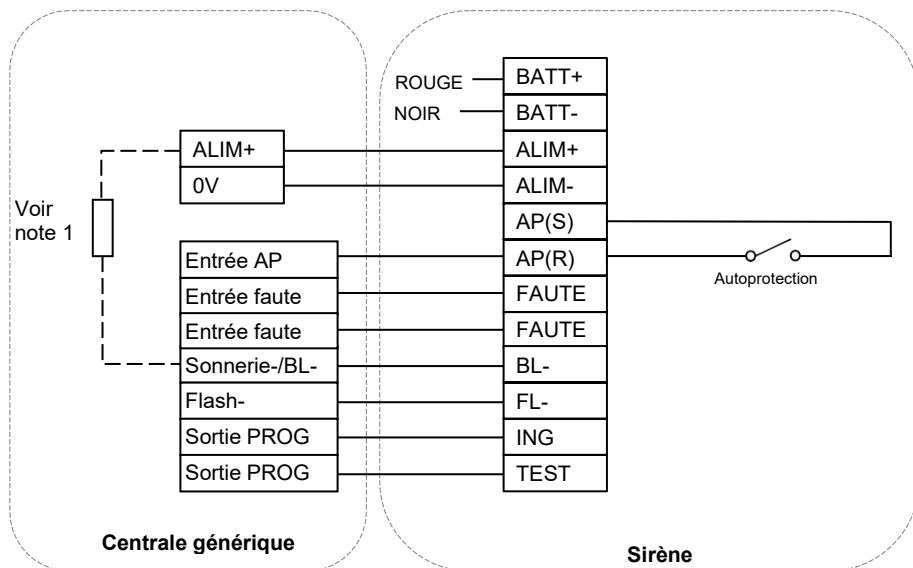 ROUGE
BATT+
NOIR
BATT-
ALIM+
ALIM+
0V
ALIM-
Voir
note 1
AP(S)
Entrée AP
AP(R)
Autoprotection
Entrée faute
FAUTE
Entrée faute
FAUTE
Sonnerie-/BL-
BL-
Flash-
FL-
Sortie PROG
ING
Sortie PROG
TEST
Centrale générique
Sirène